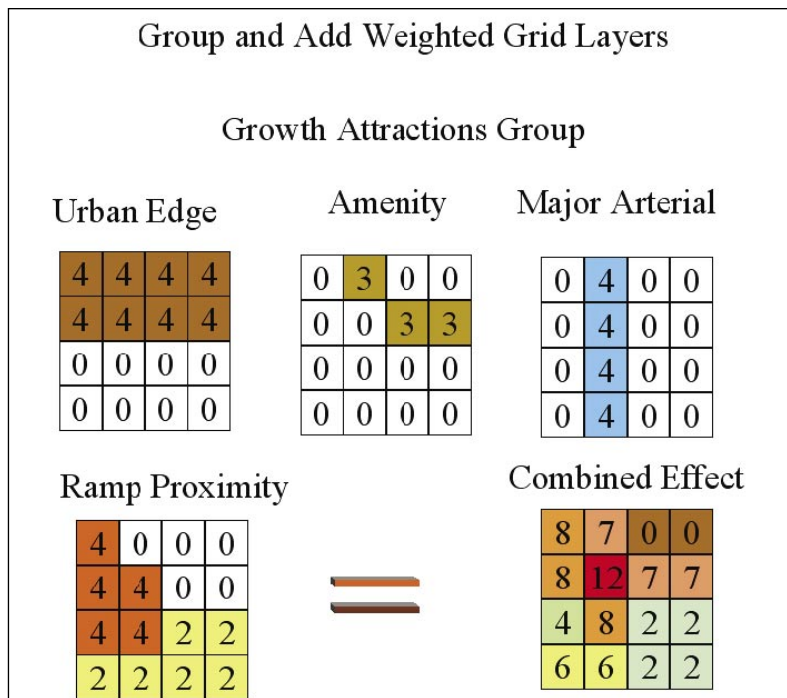 Group and Add Weighted Grid Layers
Growth Attractions Group
Urban Edge
4 4 4 4
4 4 4 4
0 0 0 0
0 0 0 0
Amenity
0 3 0 0
0 0 3 3
0 0 0 0
0 0 0 0
Major Arterial
0 4 0 0
0 4 0 0
0 4 0 0
0 4 0 0
Ramp Proximity
4 0 0 0
4 4 0 0
4 4 2 2
2 2 2 2
Combined Effect
8 7 0 0
8 12 7 7
4 8 2 2
6 6 2 2